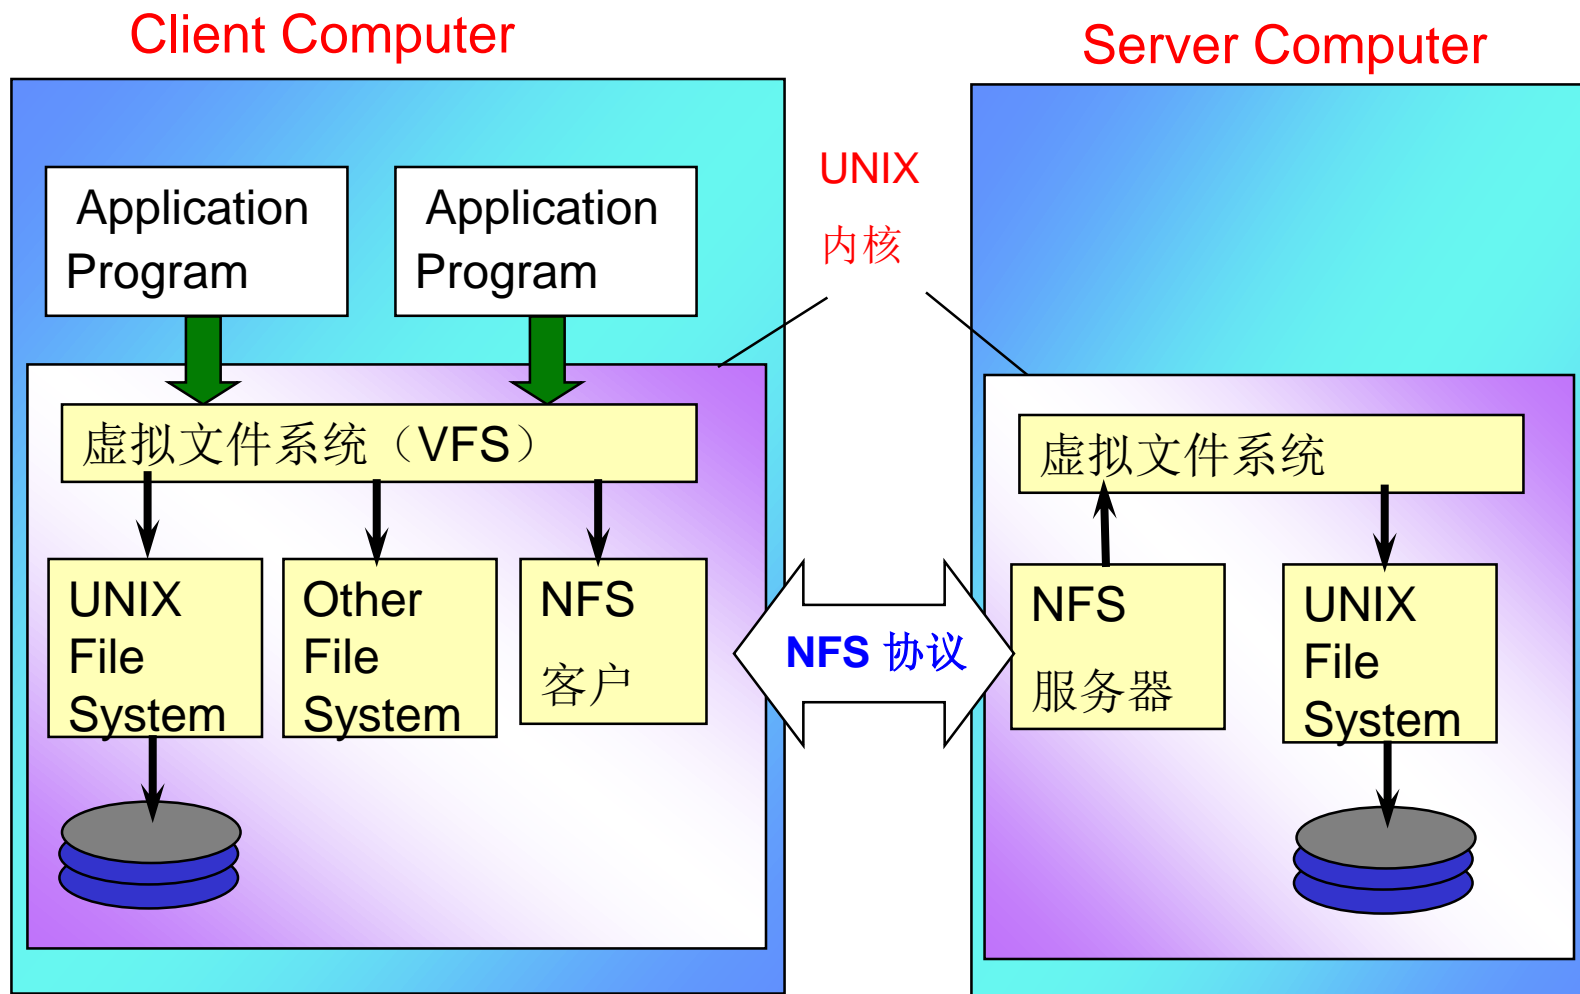 Client Computer
Server Computer
Application
Program
Application
Program
UNIX
内核
虚拟文件系统（VFS）
虚拟文件系统
UNIX
File
System
Other
File
System
NFS
客户
NFS 协议
NFS
服务器
UNIX
File
System